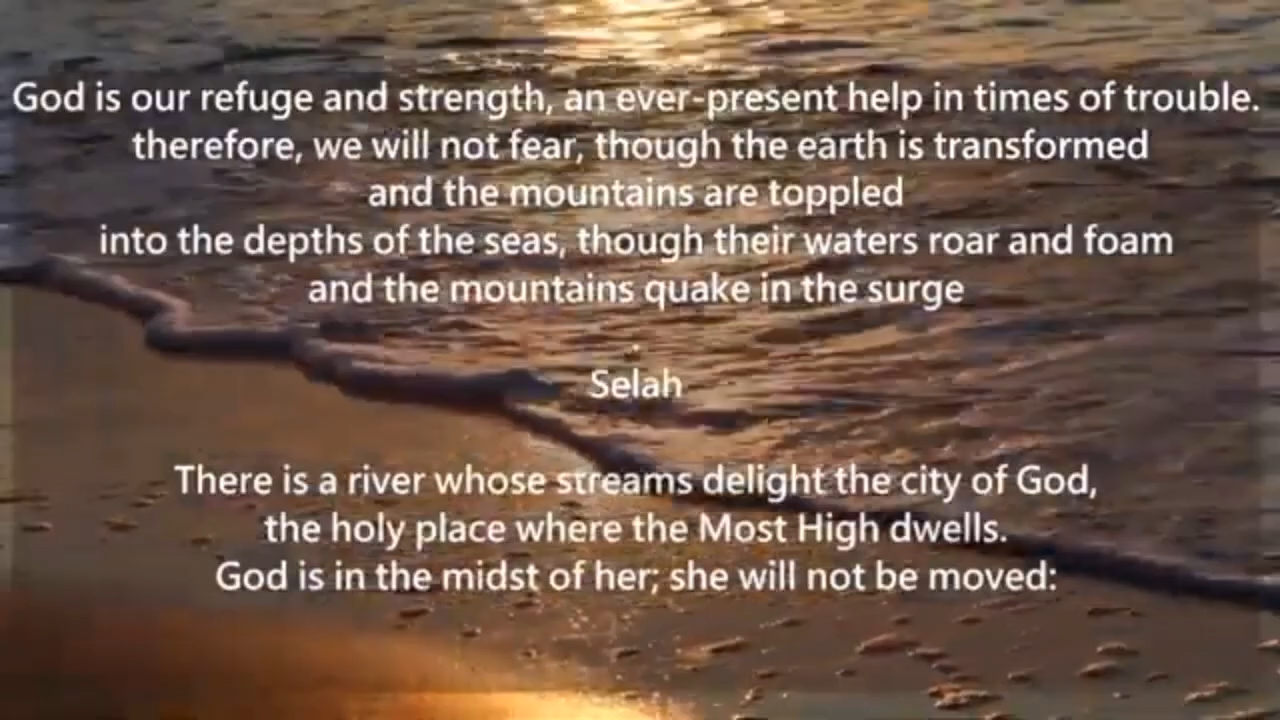 God is our refuge and strength, an ever-present help in times of trouble.
therefore, we will not fear, though the earth is transformed
and the mountains are toppled
into the depths of the seas, though their waters roar and foam
and the mountains quake in the surge
.
Selah
There is a river whose streams delight the city of God,
the holy place where the Most High dwells.
God is in the midst of her; she will not be moved: